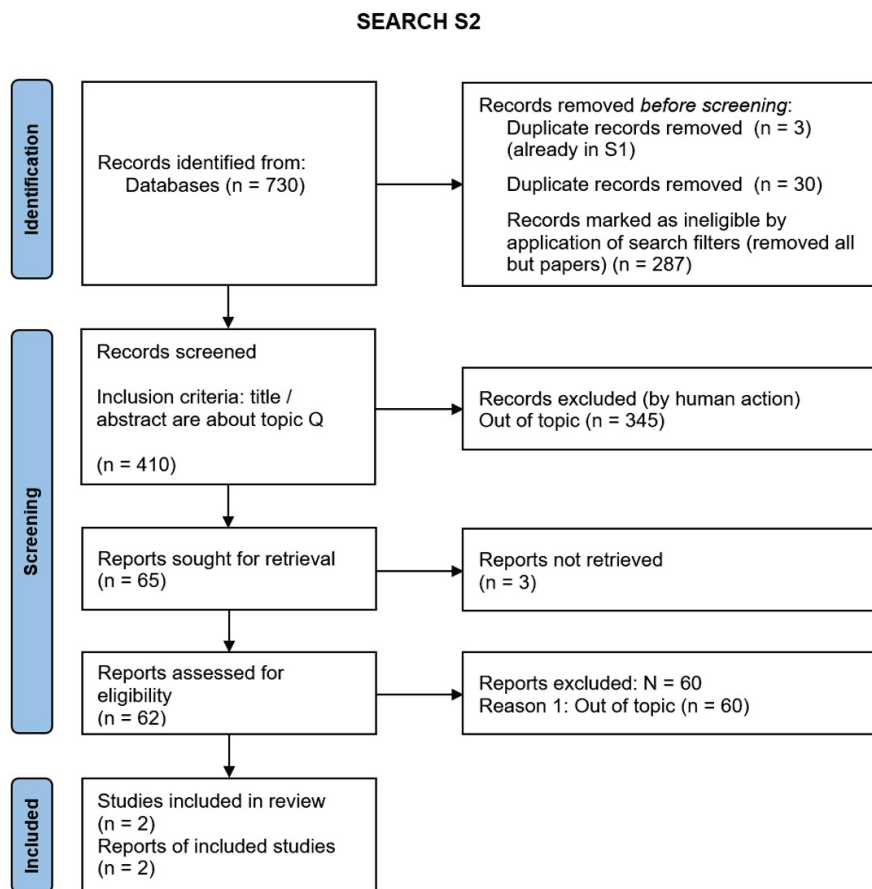 SEARCH S2
Identification
Records identified from:
Databases (n = 730)
Records removed before screening:
Duplicate records removed (n = 3)
(already in S1)
Duplicate records removed (n = 30)
Records marked as ineligible by
application of search filters (removed all
but papers) (n = 287)
Screening
Records screened
Inclusion criteria: title /
abstract are about topic Q
(n = 410)
Records excluded (by human action)
Out of topic (n = 345)
Reports sought for retrieval
(n = 65)
Reports not retrieved
(n = 3)
Reports assessed for
eligibility
(n = 62)
Reports excluded: N = 60
Reason 1: Out of topic (n = 60)
Included
Studies included in review
(n = 2)
Reports of included studies
(n = 2)